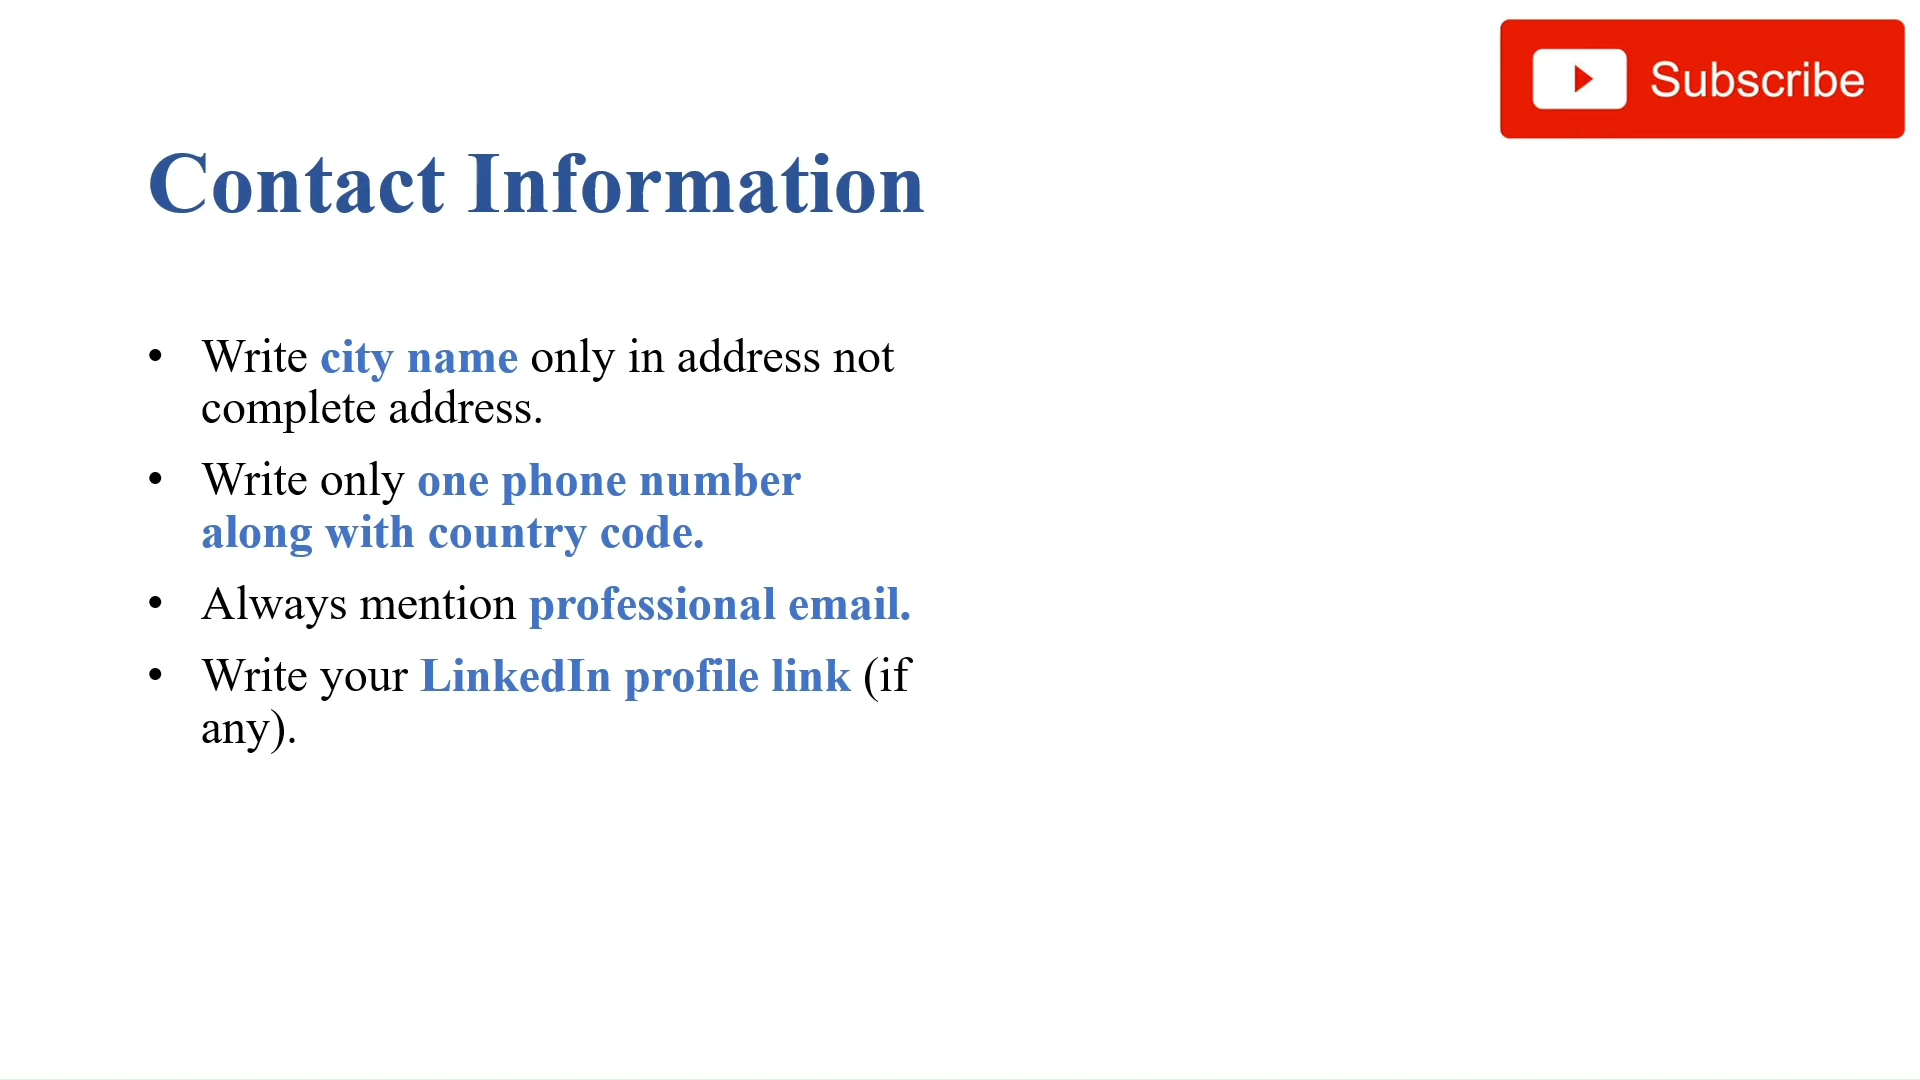 Subscribe
Contact Information
• Write city name only in address not
complete address.
• Write only one phone number
along with country code.
• Always mention professional email.
• Write your LinkedIn profile link (if
any).